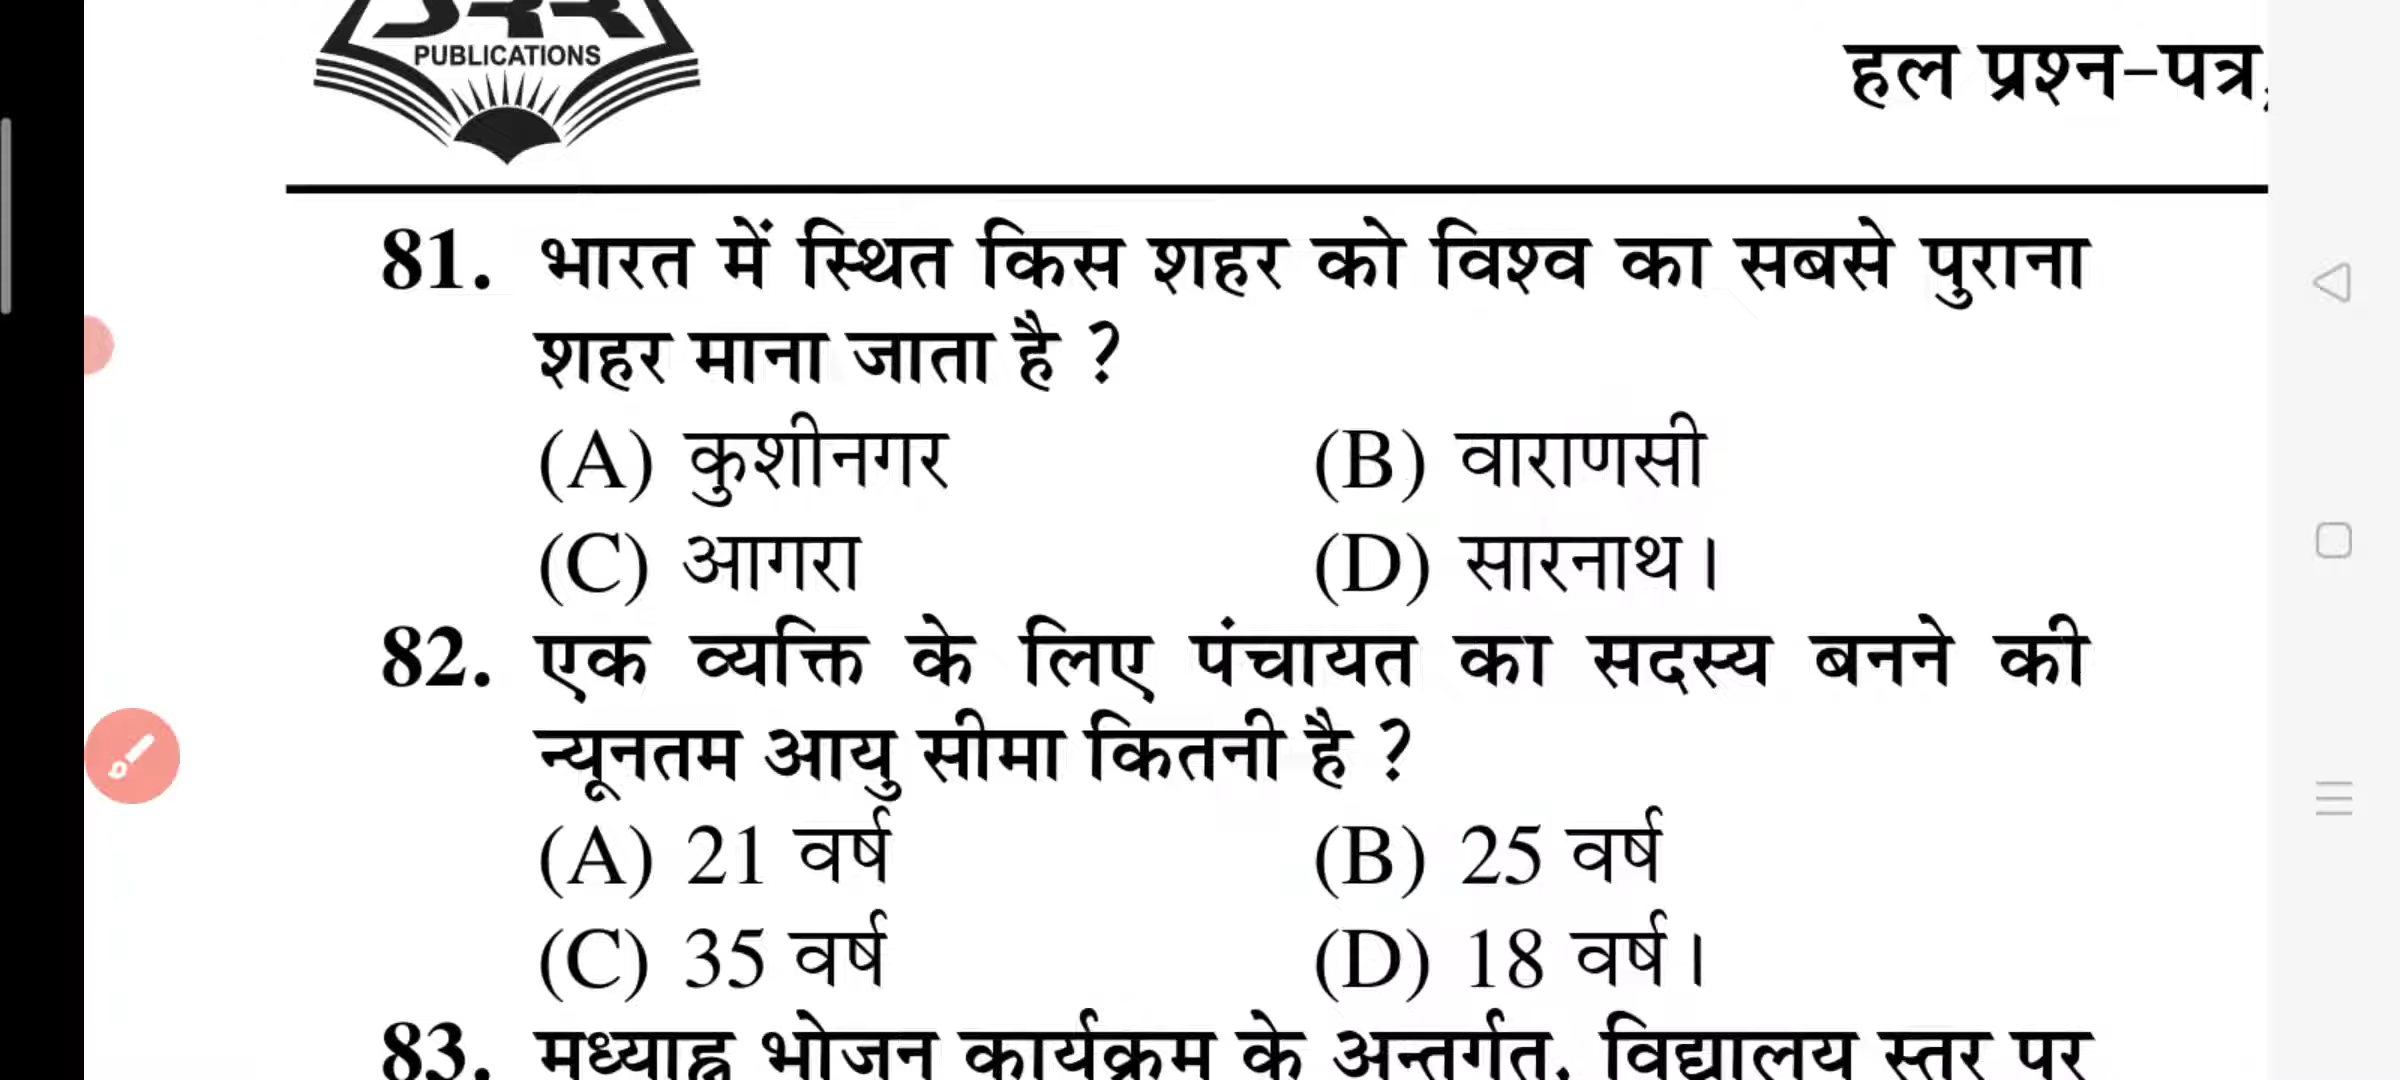 PUBLICATIONS
हल प्रश्न-पत्र,
81. भारत में स्थित किस शहर को विश्व का सबसे पुराना
शहर माना जाता है ?
(A) कुशीनगर (B) वाराणसी
(C) आगरा (D) सारनाथ।
82. एक व्यक्ति के लिए पंचायत का सदस्य बनने की
न्यूनतम आयु सीमा कितनी है ?
(A) 21 वर्ष (B) 25 वर्ष
(C) 35 वर्ष (D) 18 वर्ष।
83. मध्याह्न भोजन कार्यक्रम के अन्तर्गत, विद्यालय स्तर पर